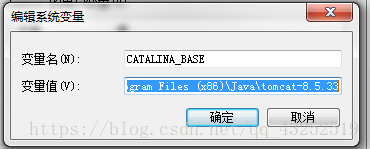 编辑系统变量
变量名(N):
CATALINA_BASE
变量值(V):
gram Files (x86)\Java\tomcat-8.5.33
确定
取消
https://blog.csdn.net/qq_43252519